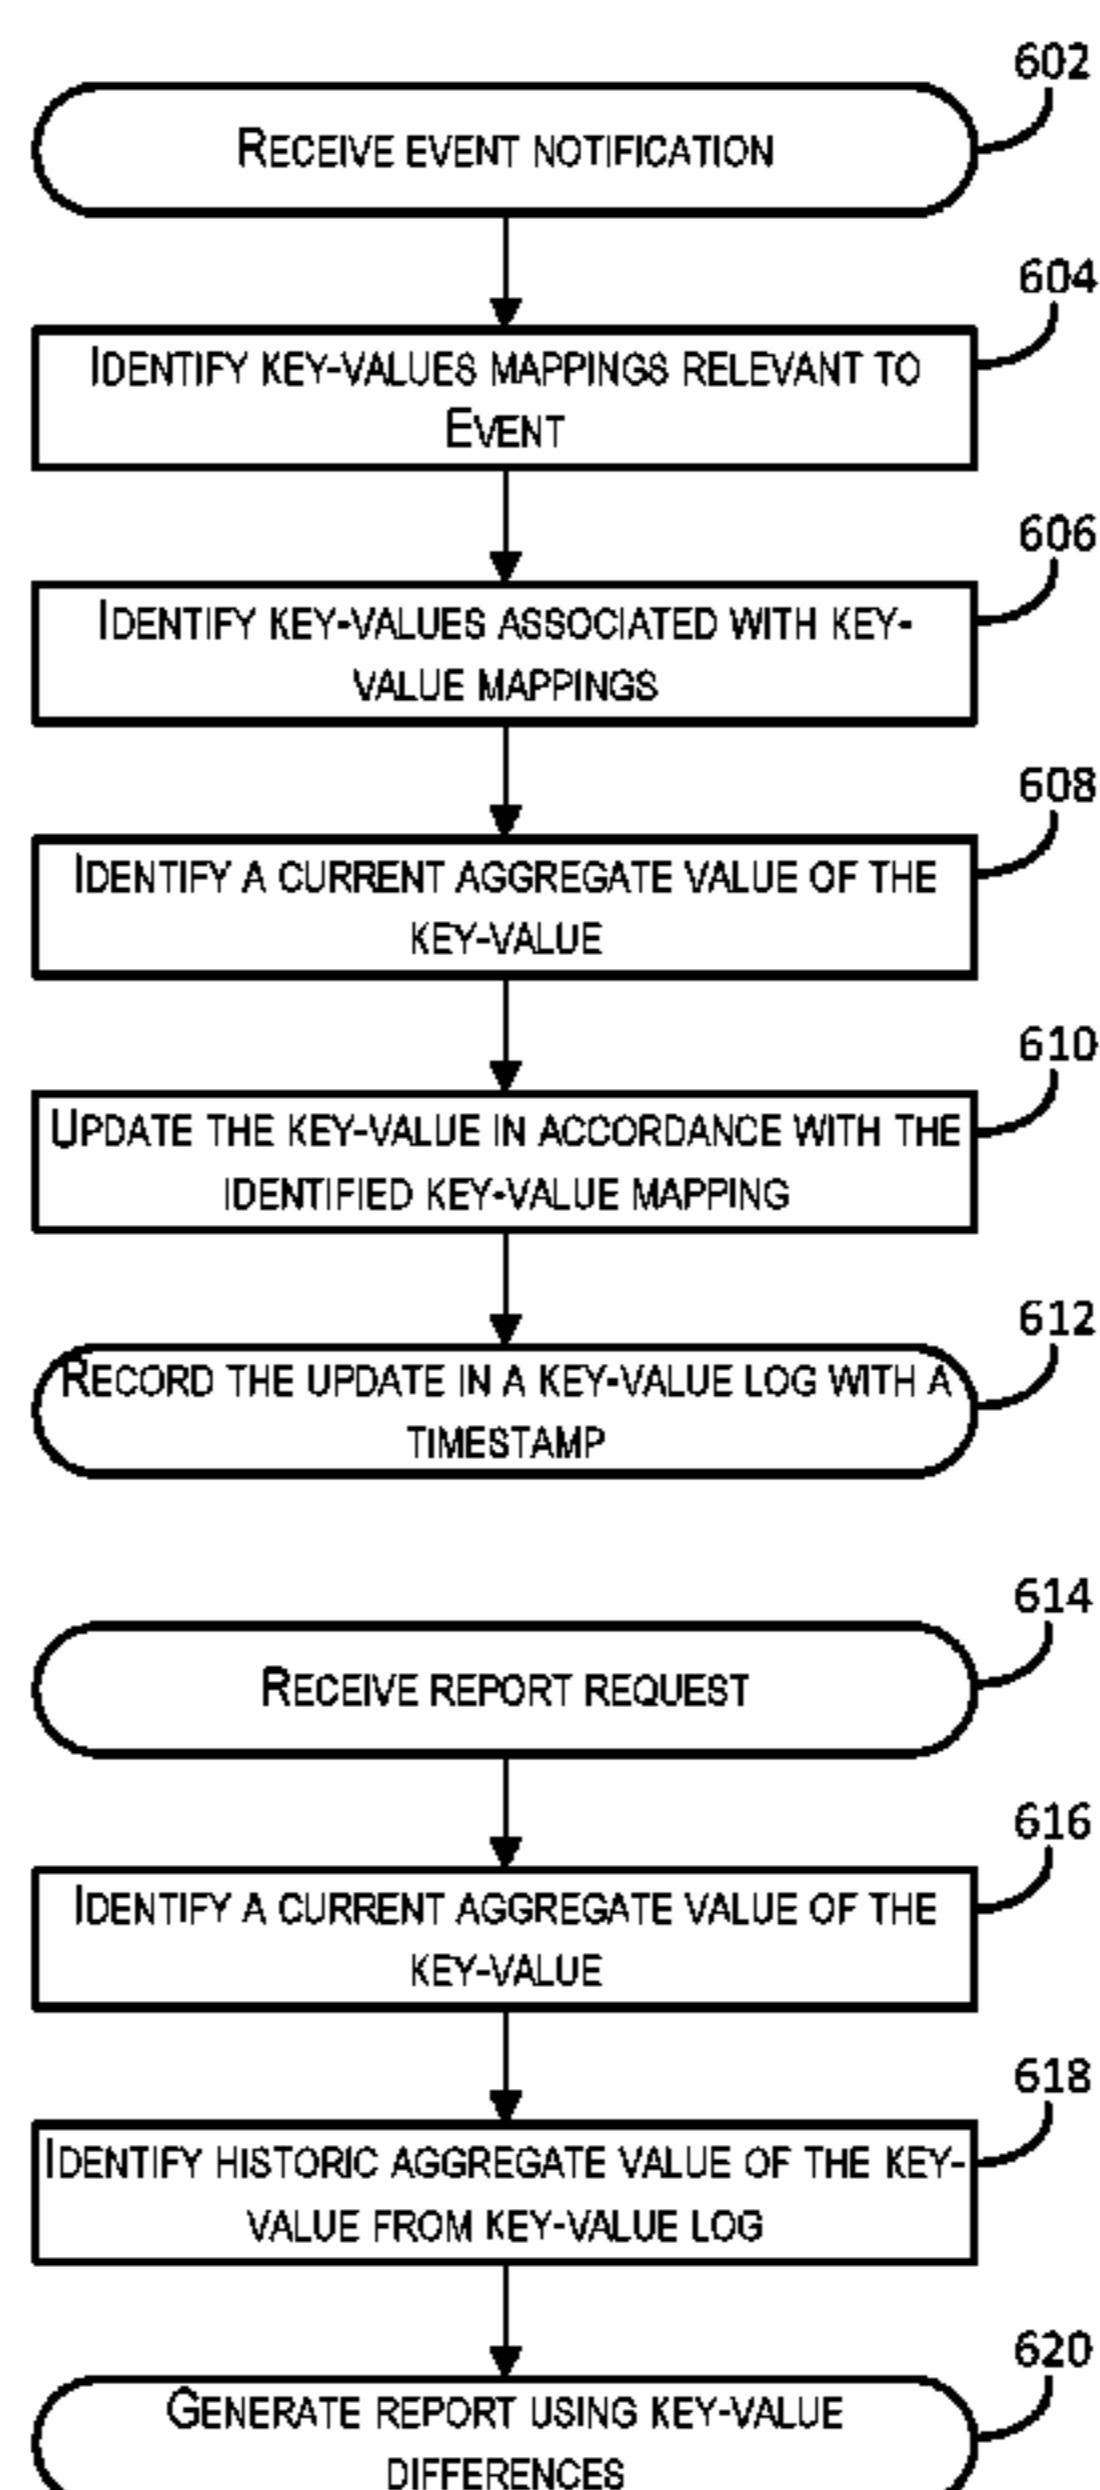 602
RECEIVE EVENT NOTIFICATION
604
IDENTIFY KEY-VALUES MAPPINGS RELEVANT TO
EVENT
606
IDENTIFY KEY-VALUES ASSOCIATED WITH KEY-
VALUE MAPPINGS
608
IDENTIFY A CURRENT AGGREGATE VALUE OF THE
KEY-VALUE
610
UPDATE THE KEY-VALUE IN ACCORDANCE WITH THE
IDENTIFIED KEY-VALUE MAPPING
612
RECORD THE UPDATE IN A KEY-VALUE LOG WITH A
TIMESTAMP
614
RECEIVE REPORT REQUEST
616
IDENTIFY A CURRENT AGGREGATE VALUE OF THE
KEY-VALUE
618
IDENTIFY HISTORIC AGGREGATE VALUE OF THE KEY-
VALUE FROM KEY-VALUE LOG
620
GENERATE REPORT USING KEY-VALUE
DIFFERENCES